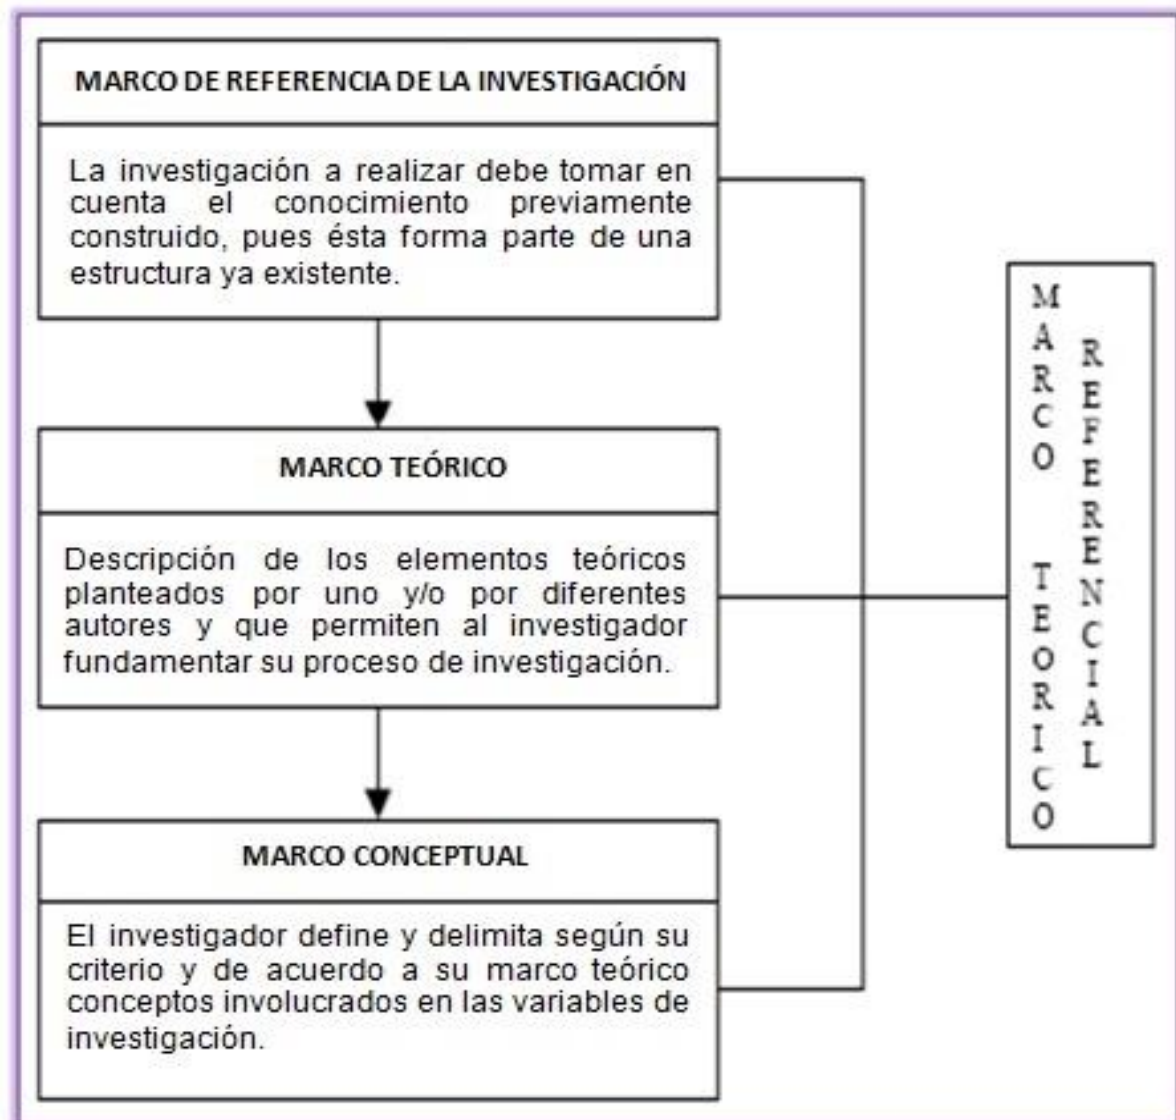 MARCO DE REFERENCIA DE LA INVESTIGACIÓN
La investigación a realizar debe tomar en
cuenta el conocimiento previamente
construido, pues ésta forma parte de una
estructura ya existente.
MARCO TEÓRICO
Descripción de los elementos teóricos
planteados por uno y/o por diferentes
autores y que permiten al investigador
fundamentar su proceso de investigación.
MARCO CONCEPTUAL
El investigador define y delimita según su
criterio y de acuerdo a su marco teórico
conceptos involucrados en las variables de
investigación.
MARCO TEORICO
REFERENCIAL